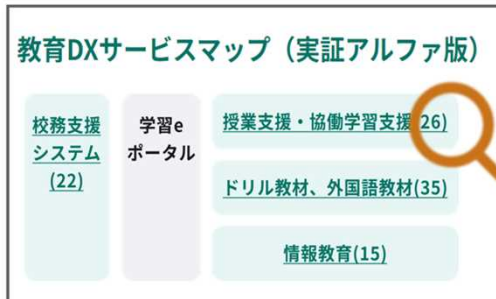 教育DXサービスマップ（実証アルファ版）
校務支援
システム
(22)
学習e
ポータル
授業支援・協働学習支援(26)
ドリル教材、外国語教材(35)
情報教育(15)